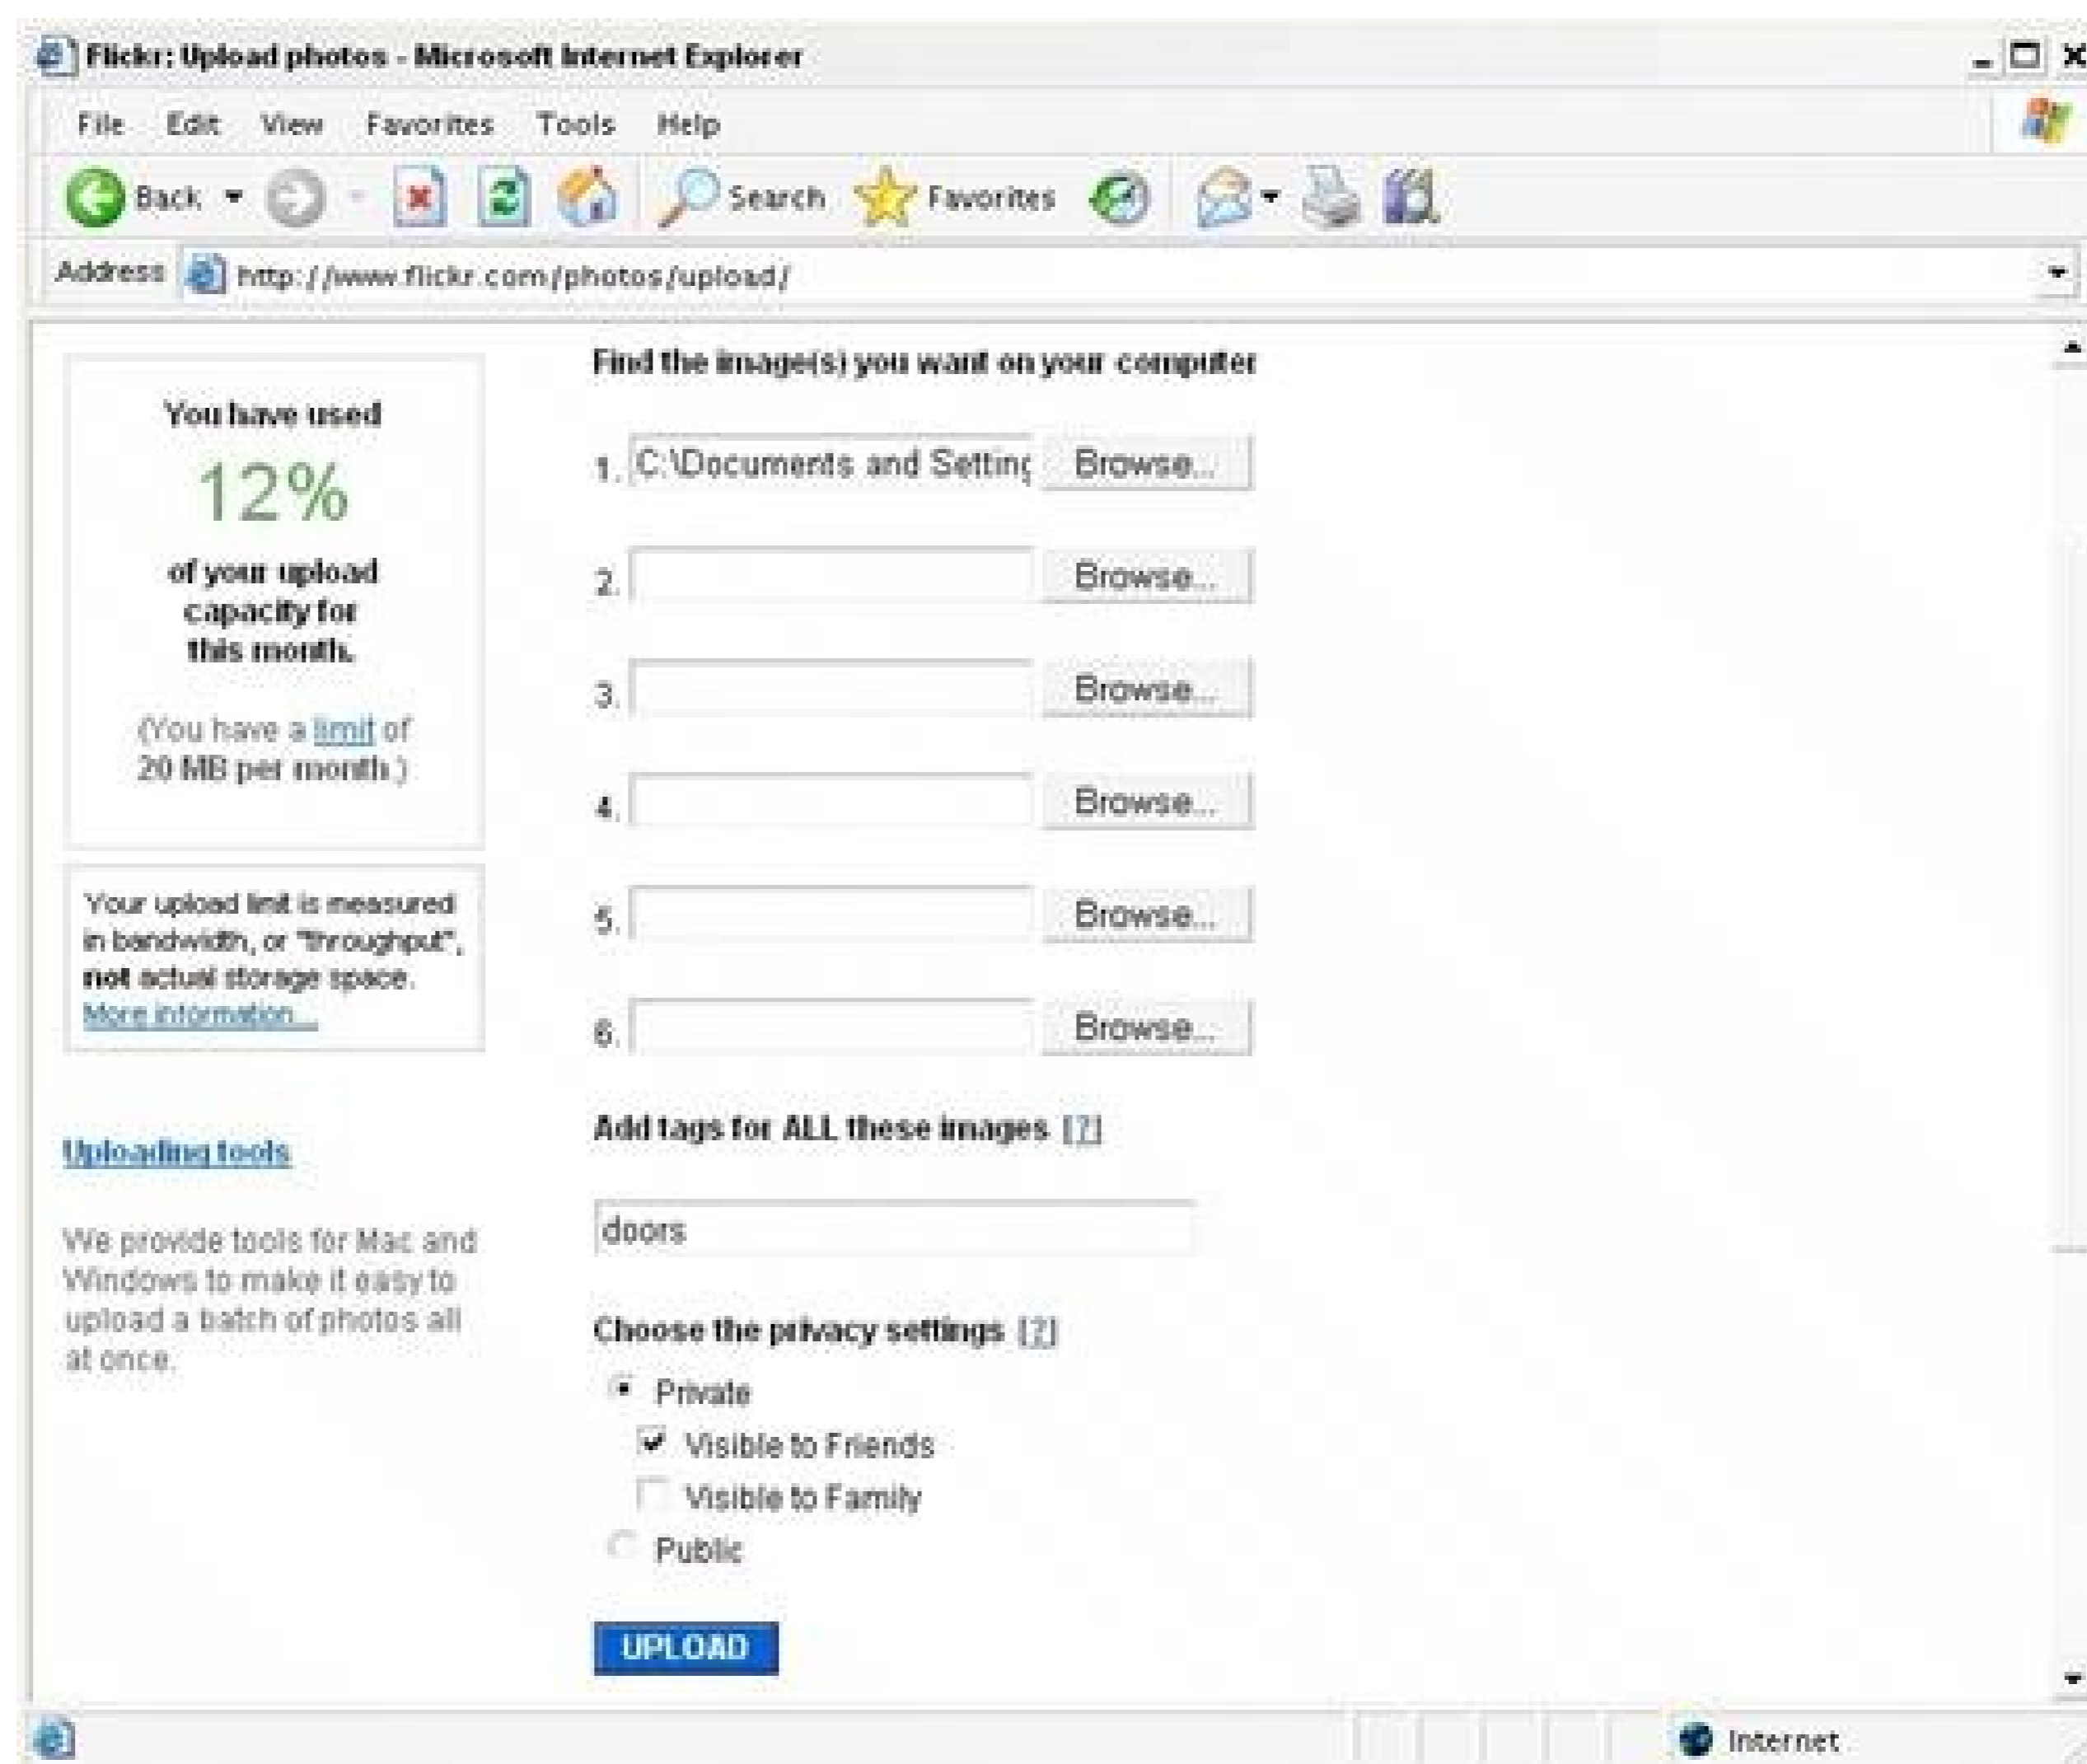 Flickr: Upload photos - Microsoft Internet Explorer
File Edit View Favorites Tools Help
Back Search Favorites
Address http://www.flickr.com/photos/upload/
You have used
12%
of your upload
capacity for
this month.
(You have a limit of
20 MB per month.)
Your upload limit is measured
in bandwidth, or "throughput",
not actual storage space.
More information...
Uploading tools
We provide tools for Mac and
Windows to make it easy to
upload a batch of photos all
at once.
Find the image(s) you want on your computer
1. C:\Documents and Setting Browse...
2. Browse...
3. Browse...
4. Browse...
5. Browse...
6. Browse...
Add tags for ALL these images [?]
doors
Choose the privacy settings [?]
Private
Visible to Friends
Visible to Family
Public
UPLOAD
Internet